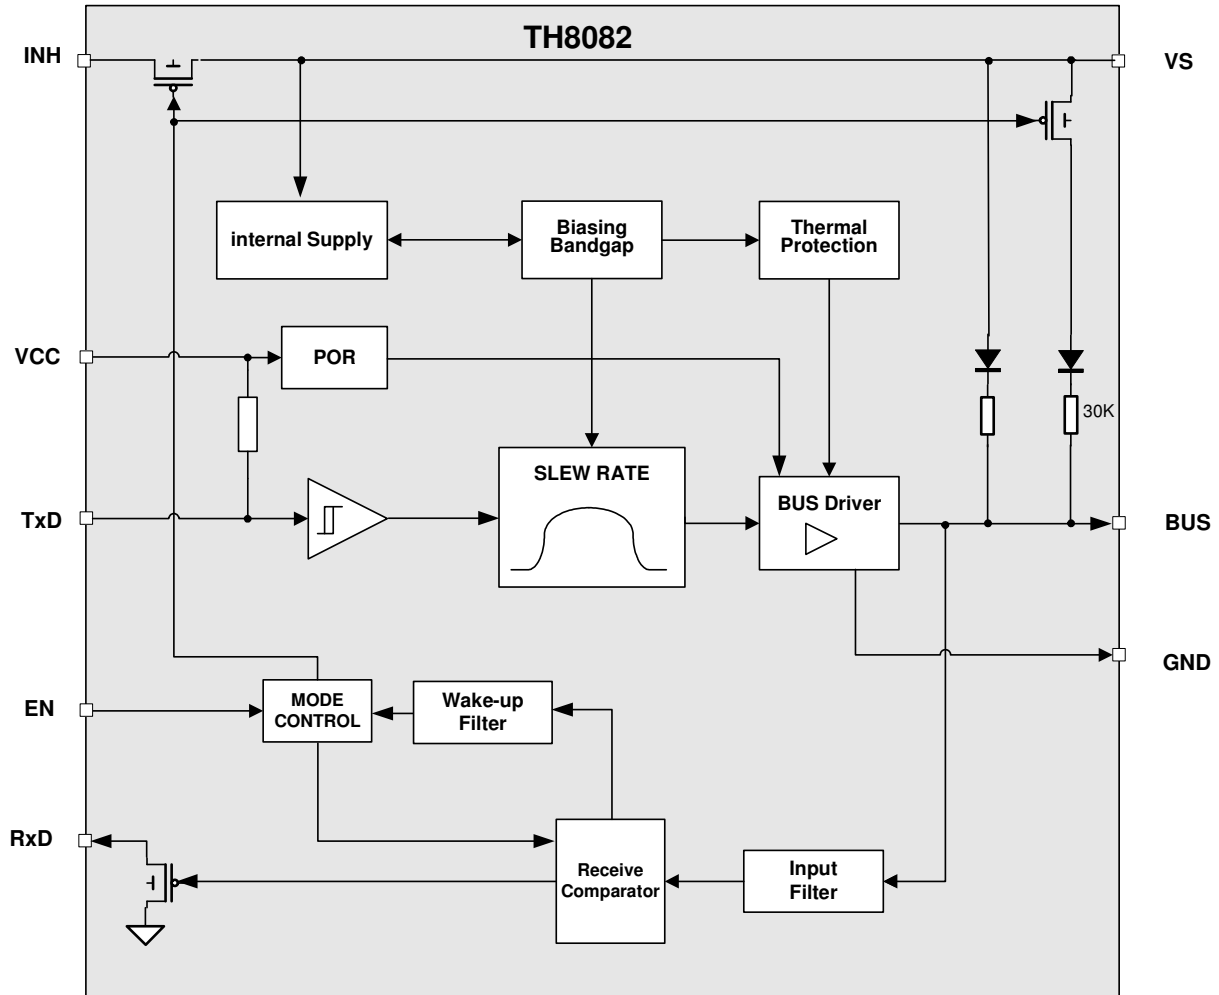 TH8082
INH
VS
internal Supply
Biasing
Bandgap
Thermal
Protection
VCC
POR
30K
SLEW RATE
BUS Driver
TxD
BUS
GND
EN
MODE
CONTROL
Wake-up
Filter
RxD
Receive
Comparator
Input
Filter